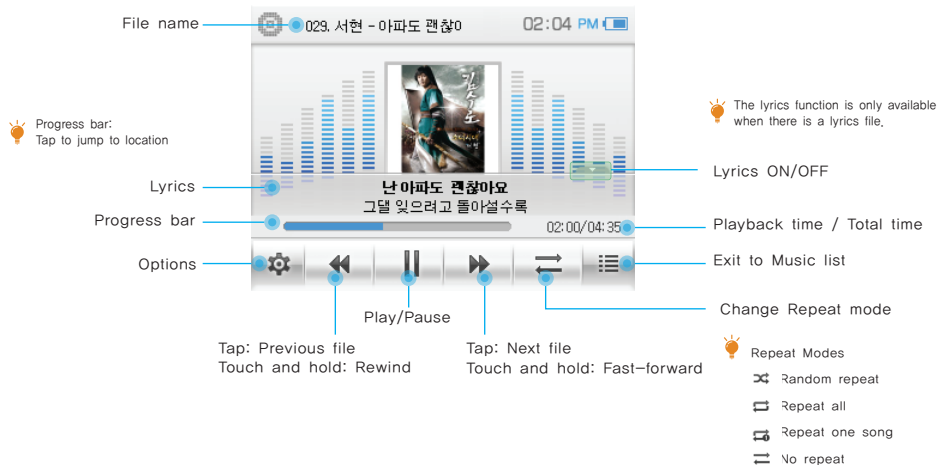 File name
029. 서현 - 아파도 괜찮0
02:04 PM
Progress bar:
Tap to jump to location
The lyrics function is only available
when there is a lyrics file.
Lyrics ON/OFF
Lyrics
난 아파도 괜찮아요
그댈 잊으려고 돌아설수록
Progress bar
02:00/04:35
Playback time / Total time
Options
Exit to Music list
Play/Pause
Change Repeat mode
Tap: Previous file
Touch and hold: Rewind
Tap: Next file
Touch and hold: Fast-forward
Repeat Modes
Random repeat
Repeat all
Repeat one song
No repeat